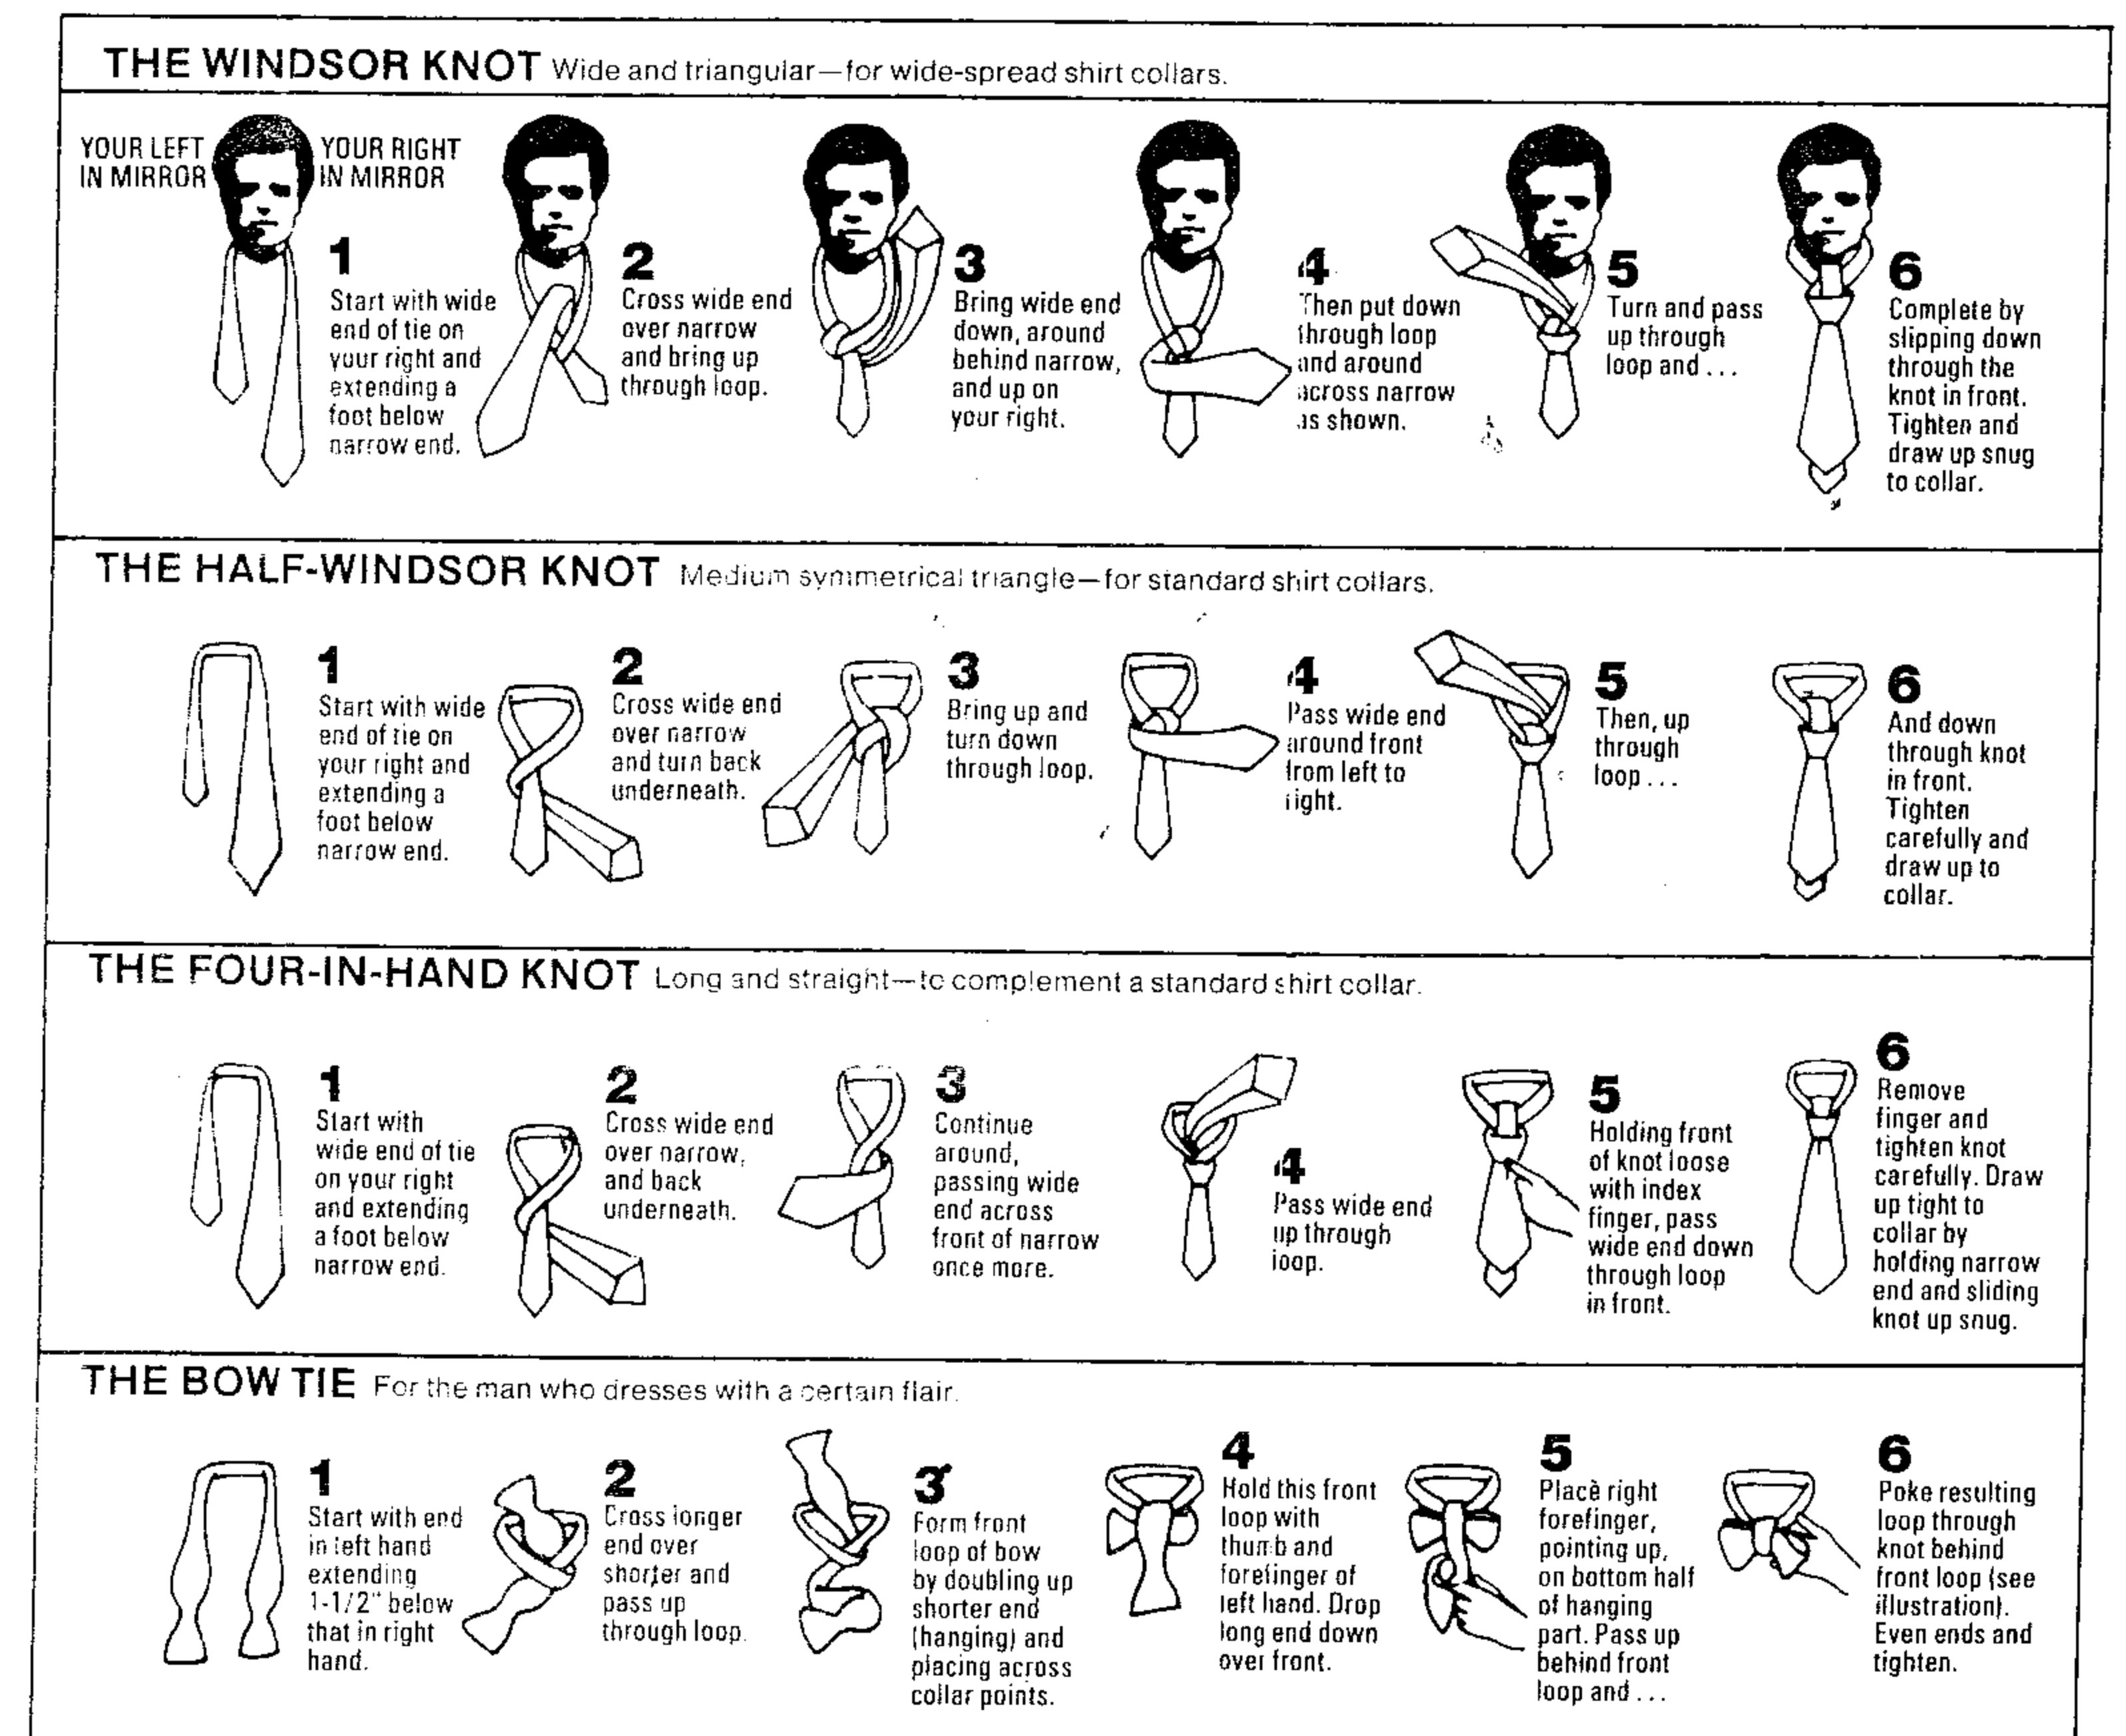 THE WINDSOR KNOT Wide and triangular—for wide-spread shirt collars.
YOUR LEFT
IN MIRROR
YOUR RIGHT
IN MIRROR
1
Start with wide
end of tie on
your right and
extending a
foot below
narrow end.
2
Cross wide end
over narrow
and bring up
through loop.
3
Bring wide end
down, around
behind narrow,
and up on
your right.
4
Then put down
through loop
and around
across narrow
as shown.
5
Turn and pass
up through
loop and ...
6
Complete by
slipping down
through the
knot in front.
Tighten and
draw up snug
to collar.
THE HALF-WINDSOR KNOT Medium symmetrical triangle—for standard shirt collars.
1
Start with wide
end of tie on
your right and
extending a
foot below
narrow end.
2
Cross wide end
over narrow
and turn back
underneath.
3
Bring up and
turn down
through loop.
4
Pass wide end
around front
from left to
right.
5
Then, up
through
loop ...
6
And down
through knot
in front.
Tighten
carefully and
draw up to
collar.
THE FOUR-IN-HAND KNOT Long and straight—to complement a standard shirt collar.
1
Start with
wide end of tie
on your right
and extending
a foot below
narrow end.
2
Cross wide end
over narrow,
and back
underneath.
3
Continue
around,
passing wide
end across
front of narrow
once more.
4
Pass wide end
up through
loop.
5
Holding front
of knot loose
with index
finger, pass
wide end down
through loop
in front.
6
Remove
finger and
tighten knot
carefully. Draw
up tight to
collar by
holding narrow
end and sliding
knot up snug.
THE BOW TIE For the man who dresses with a certain flair.
1
Start with end
in left hand
extending
1-1/2" below
that in right
hand.
2
Cross longer
end over
shorter and
pass up
through loop.
3
Form front
loop of bow
by doubling up
shorter end
(hanging) and
placing across
collar points.
4
Hold this front
loop with
thumb and
forefinger of
left hand. Drop
long end down
over front.
5
Place right
forefinger,
pointing up,
on bottom half
of hanging
part. Pass up
behind front
loop and ...
6
Poke resulting
loop through
knot behind
front loop (see
illustration).
Even ends and
tighten.